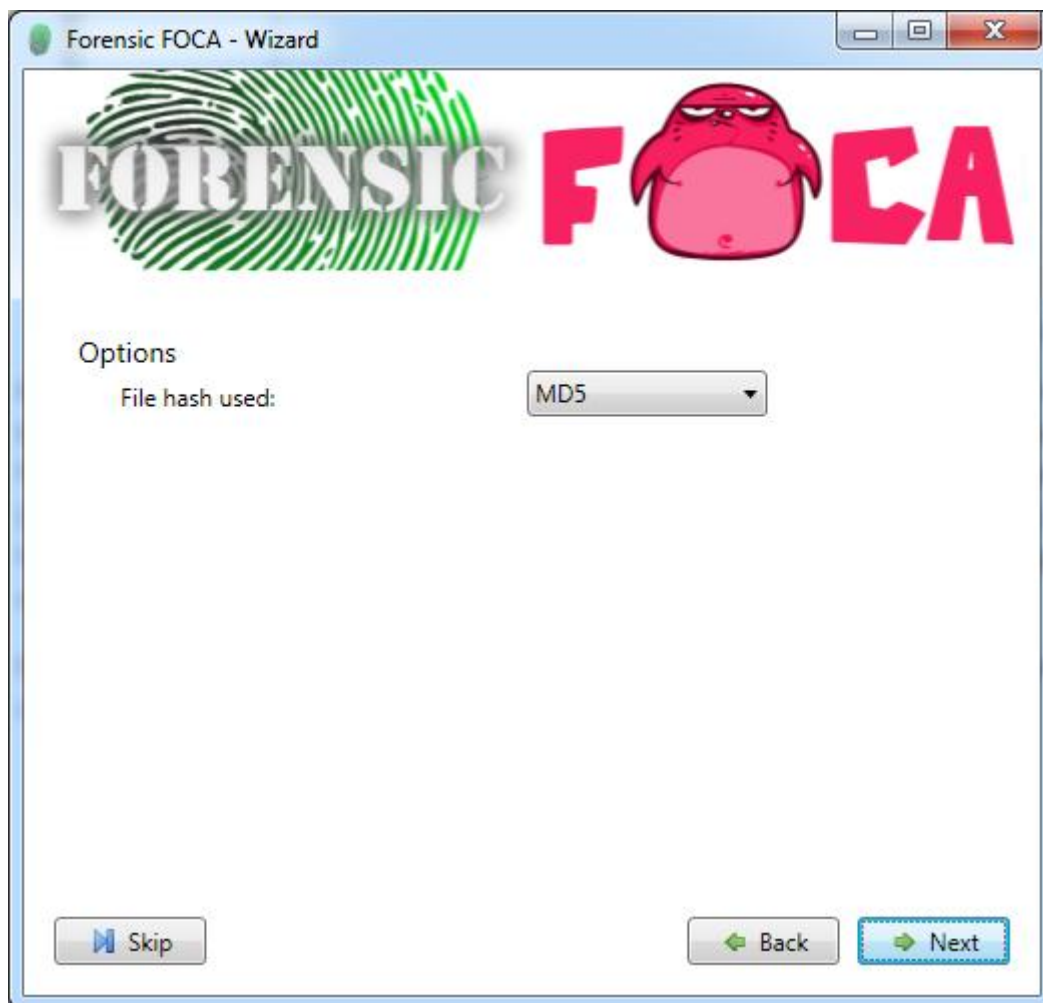 Forensic FOCA - Wizard
FORENSIC FOCA
Options
File hash used:
MD5
Skip
Back
Next